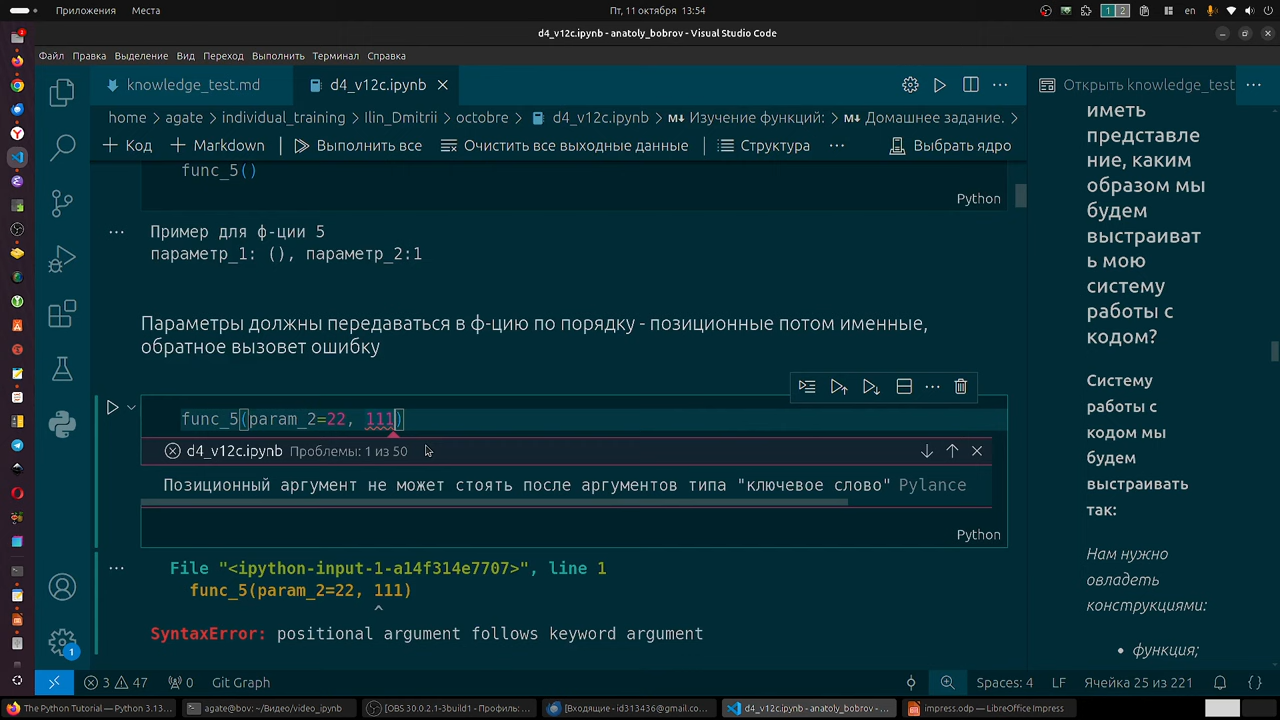 Приложения
Места
Пт, 11 октября 13:54
1 2
en
d4_v12c.ipynb - anatoly_bobrov - Visual Studio Code
Файл Правка Выделение Вид Переход Выполнить Терминал Справка
knowledge_test.md
d4_v12c.ipynb
Открыть knowledge_test
home > agate > individual_training > Ilin_Dmitrii > octobre > d4_v12c.ipynb > Изучение функций: > Домашнее задание. >
+ Код + Markdown Выполнить все Очистить все выходные данные Структура ... Выбрать ядро
func_5()
Python
Пример для ф-ции 5
параметр_1: (), параметр_2:1
Параметры должны передаваться в ф-цию по порядку - позиционные потом именные,
обратное вызовет ошибку
func_5(param_2=22, 111)
d4_v12c.ipynb Проблемы: 1 из 50
Позиционный аргумент не может стоять после аргументов типа "ключевое слово" Pylance
Python
File "<ipython-input-1-a14f314e7707>", line 1
func_5(param_2=22, 111)
^
SyntaxError: positional argument follows keyword argument
иметь
представле
ние, каким
образом мы
будем
выстраиват
ь мою
систему
работы с
кодом?
Систему
работы с
кодом мы
будем
выстраивать
так:
Нам нужно
овладеть
конструкциями:
• функция;
1
3 47 0 Git Graph
Spaces: 4 LF Ячейка 25 из 221
The Python Tutorial — Python 3.13...
agate@bov: ~/Видео/video_ipynb
[OBS 30.0.2.1-3build1 - Профиль:...
[Входящие - id313436@gmail.com ...
d4_v12c.ipynb - anatoly_bobrov - ...
impress.odp — LibreOffice Impress